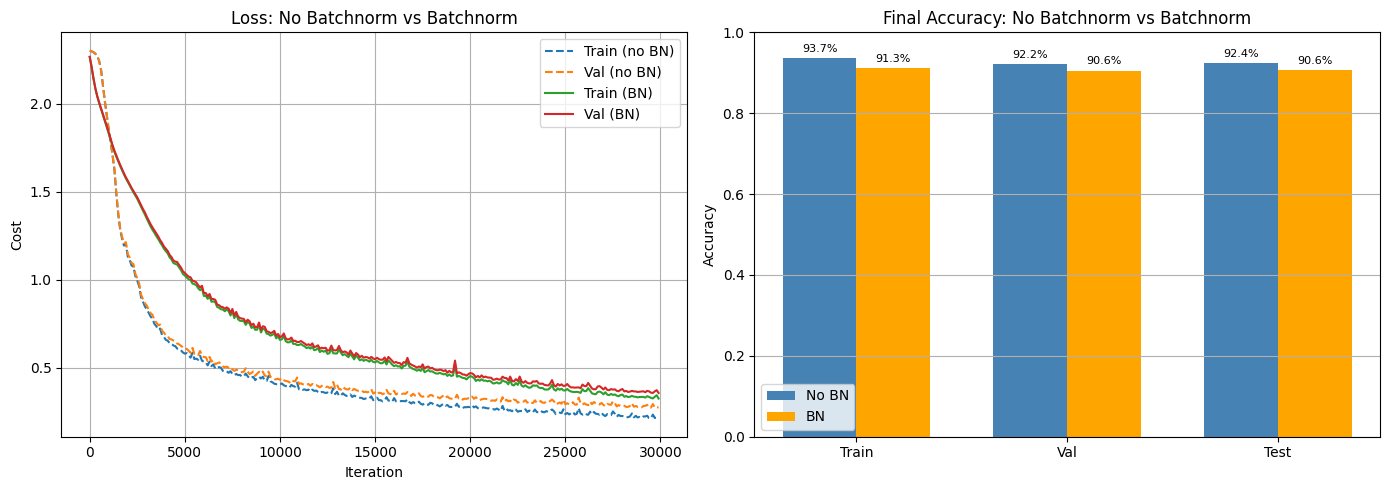 Loss: No Batchnorm vs Batchnorm
Cost
2.0
1.5
1.0
0.5
Train (no BN)
Val (no BN)
Train (BN)
Val (BN)
0 5000 10000 15000 20000 25000 30000
Iteration
Final Accuracy: No Batchnorm vs Batchnorm
Accuracy
1.0
0.8
0.6
0.4
0.2
0.0
93.7% 91.3% 92.2% 90.6% 92.4% 90.6%
No BN
BN
Train Val Test